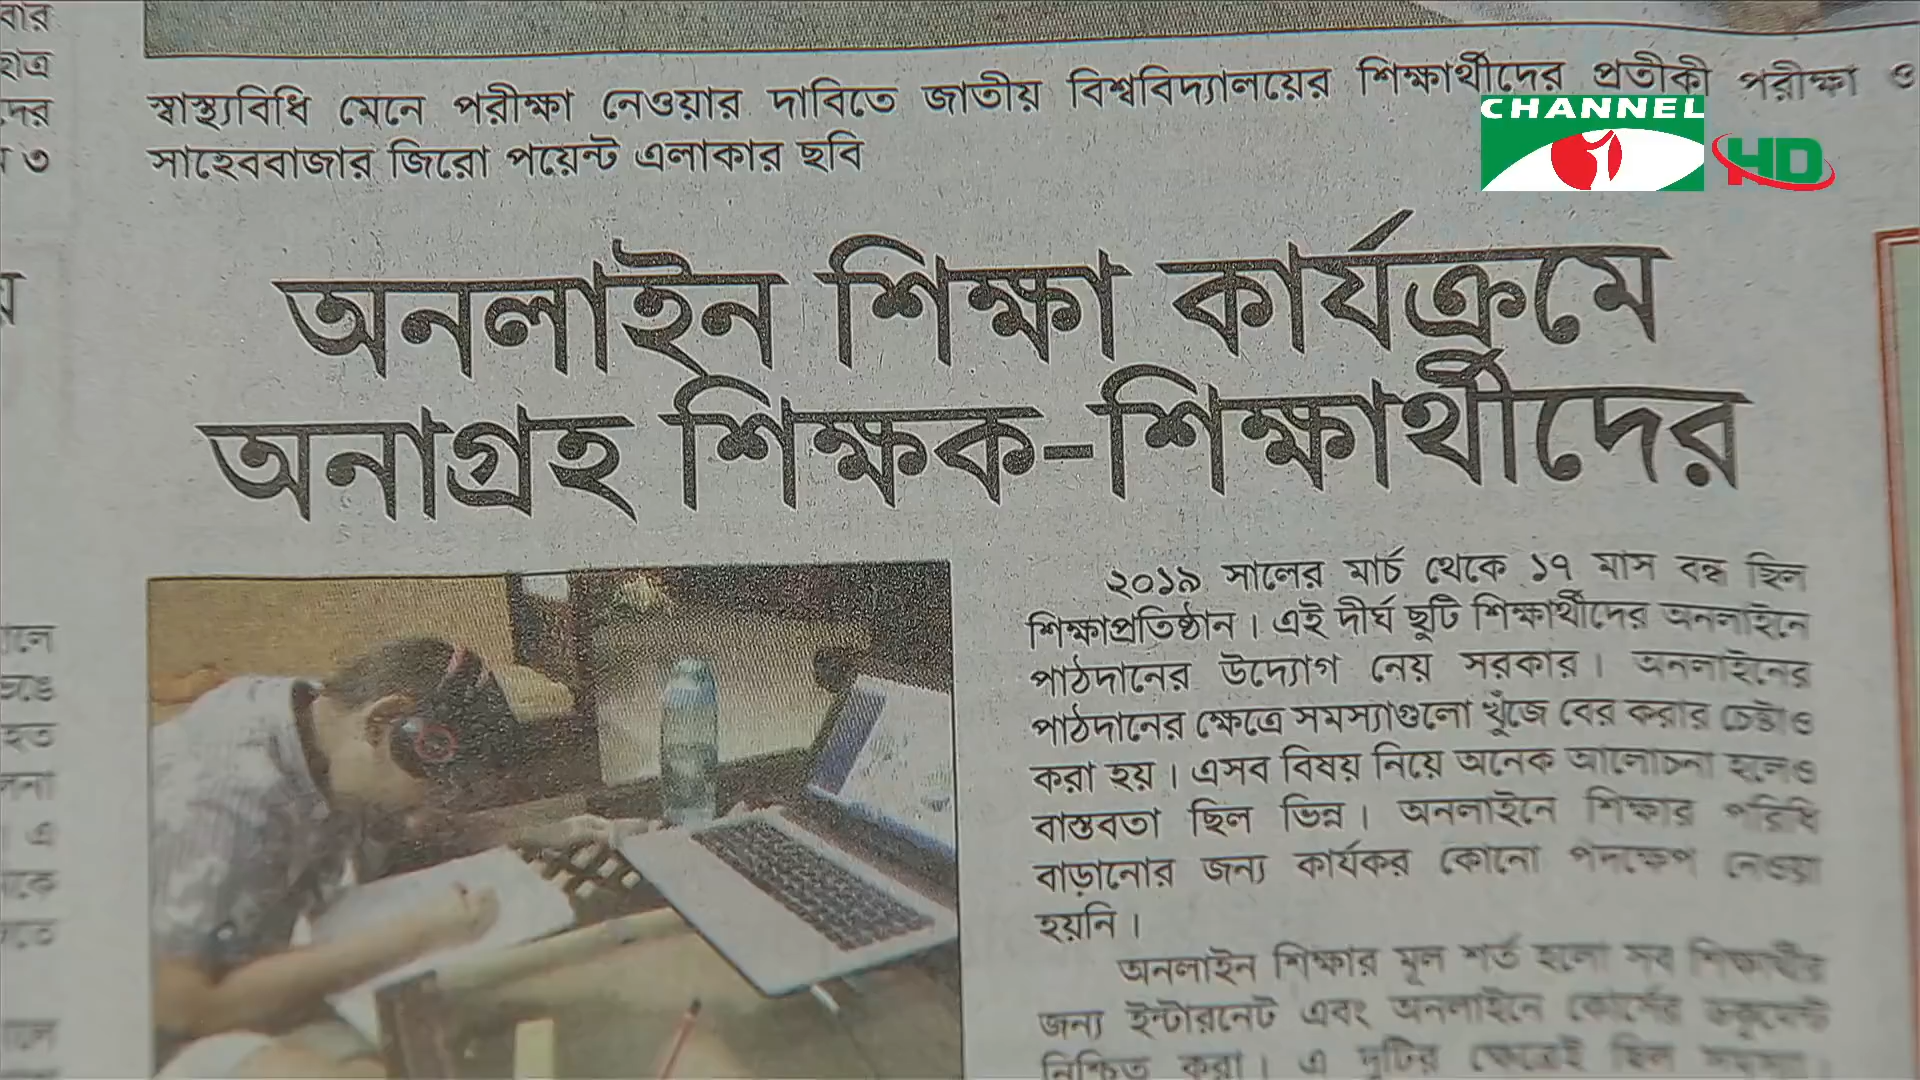 স্বাস্থ্যবিধি মেনে পরীক্ষা নেওয়ার দাবিতে জাতীয় বিশ্ববিদ্যালয়ের শিক্ষার্থীদের প্রতীকী পরীক্ষা ও
সাহেববাজার জিরো পয়েন্ট এলাকার ছবি
CHANNEL
HD
অনলাইন শিক্ষা কার্যক্রমে
অনাগ্রহ শিক্ষক-শিক্ষার্থীদের
২০১৯ সালের মার্চ থেকে ১৭ মাস বন্ধ ছিল
শিক্ষাপ্রতিষ্ঠান। এই দীর্ঘ ছুটি শিক্ষার্থীদের অনলাইনে
পাঠদানের উদ্যোগ নেয় সরকার। অনলাইনের
পাঠদানের ক্ষেত্রে সমস্যাগুলো খুঁজে বের করার চেষ্টাও
করা হয়। এসব বিষয় নিয়ে অনেক আলোচনা হলেও
বাস্তবতা ছিল ভিন্ন। অনলাইনে শিক্ষার পরিধি
বাড়ানোর জন্য কার্যকর কোনো পদক্ষেপ নেওয়া
হয়নি।
অনলাইন শিক্ষার মূল শর্ত হলো সব শিক্ষার্থীর
জন্য ইন্টারনেট এবং অনলাইনে কোর্সের
নিশ্চিত করা। এ দুটির ক্ষেত্রেই ছিল